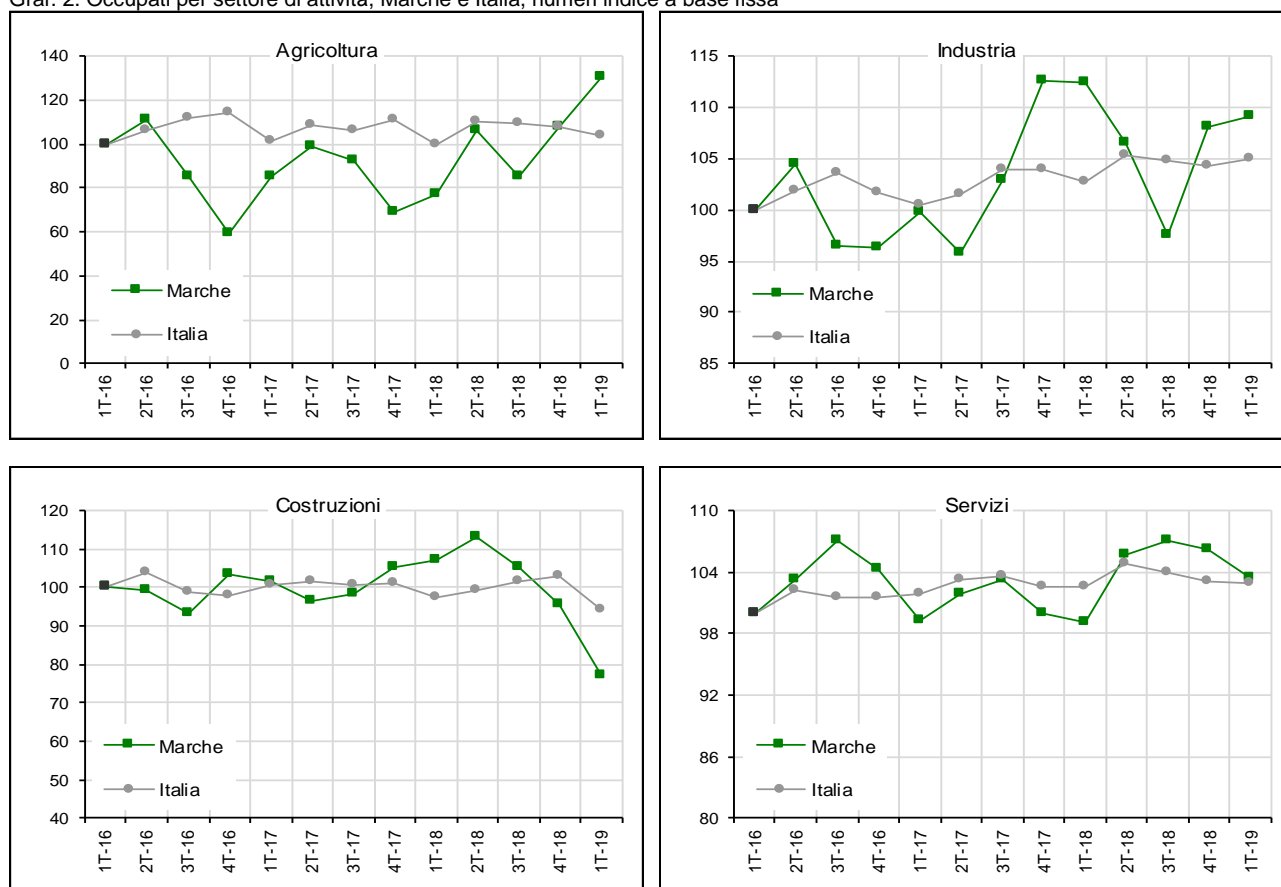 Graf. 2. Occupati per settore di attività, Marche e Italia, numeri indice a base fissa
Agricoltura
140
120
100
80
60
40
20
0
Marche
Italia
1T-16
2T-16
3T-16
4T-16
1T-17
2T-17
3T-17
4T-17
1T-18
2T-18
3T-18
4T-18
1T-19
Industria
115
110
105
100
95
90
85
Marche
Italia
1T-16
2T-16
3T-16
4T-16
1T-17
2T-17
3T-17
4T-17
1T-18
2T-18
3T-18
4T-18
1T-19
Costruzioni
120
110
100
90
80
70
60
50
40
Marche
Italia
1T-16
2T-16
3T-16
4T-16
1T-17
2T-17
3T-17
4T-17
1T-18
2T-18
3T-18
4T-18
1T-19
Servizi
110
104
98
92
86
80
Marche
Italia
1T-16
2T-16
3T-16
4T-16
1T-17
2T-17
3T-17
4T-17
1T-18
2T-18
3T-18
4T-18
1T-19